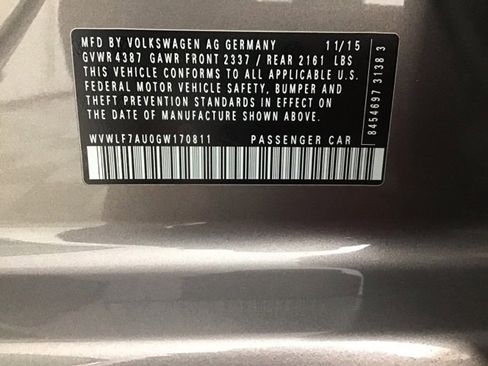 MFD BY VOLKSWAGEN AG GERMANY 11/15
GVWR 4387 GAWR FRONT 2337 / REAR 2161 LBS
THIS VEHICLE CONFORMS TO ALL APPLICABLE U.S.
FEDERAL MOTOR VEHICLE SAFETY, BUMPER AND
THEFT PREVENTION STANDARDS IN EFFECT ON
THE DATE OF MANUFACTURE SHOWN ABOVE
WVWLF7AU0GW170811 PASSENGER CAR
8454697 3138 3